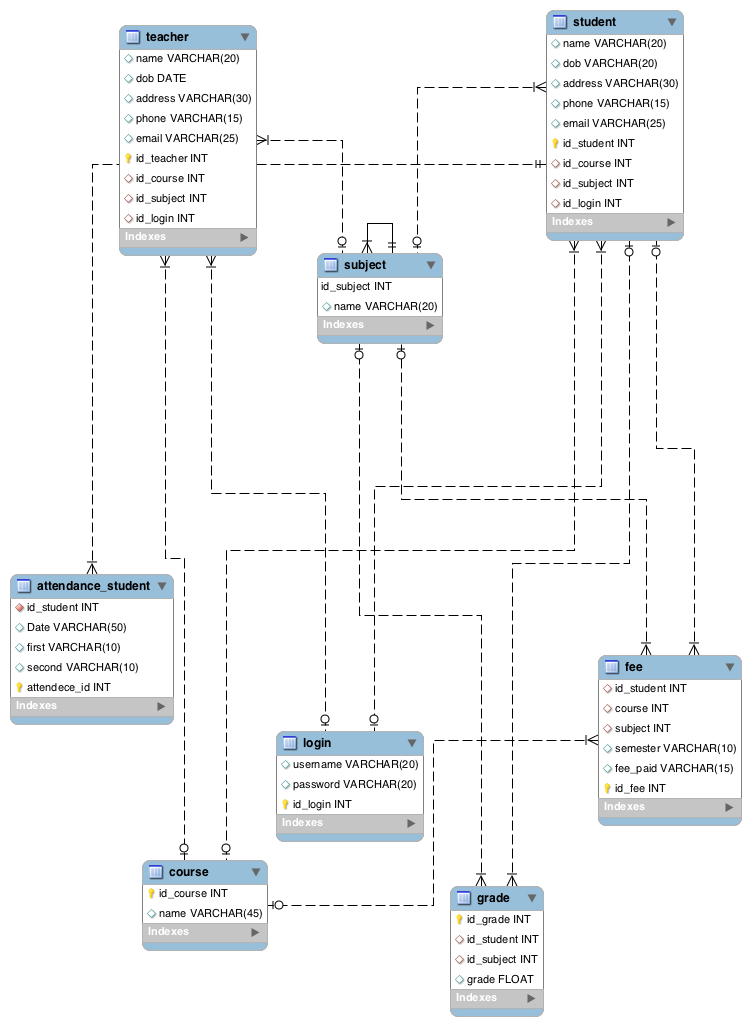 teacher
name VARCHAR(20)
dob DATE
address VARCHAR(30)
phone VARCHAR(15)
email VARCHAR(25)
id_teacher INT
id_course INT
id_subject INT
id_login INT
Indexes
student
name VARCHAR(20)
dob VARCHAR(20)
address VARCHAR(30)
phone VARCHAR(15)
email VARCHAR(25)
id_student INT
id_course INT
id_subject INT
id_login INT
Indexes
subject
id_subject INT
name VARCHAR(20)
Indexes
attendance_student
id_student INT
Date VARCHAR(50)
first VARCHAR(10)
second VARCHAR(10)
attendece_id INT
Indexes
fee
id_student INT
course INT
subject INT
semester VARCHAR(10)
fee_paid VARCHAR(15)
id_fee INT
Indexes
login
username VARCHAR(20)
password VARCHAR(20)
id_login INT
Indexes
course
id_course INT
name VARCHAR(45)
Indexes
grade
id_grade INT
id_student INT
id_subject INT
grade FLOAT
Indexes